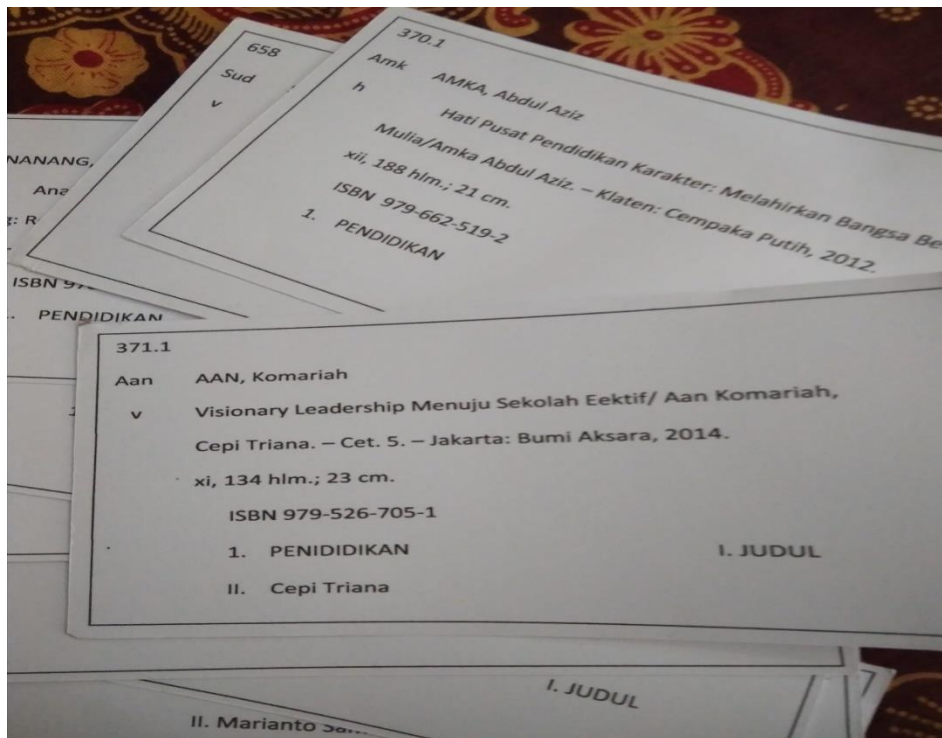 658
Sud
v
370.1
Amk AMKA, Abdul Aziz
h Hati Pusat Pendidikan Karakter: Melahirkan Bangsa Be
Mulia/Amka Abdul Aziz. – Klaten: Cempaka Putih, 2012.
xii, 188 hlm.; 21 cm.
ISBN 979-662-519-2
1. PENDIDIKAN
NANANG,
Ana
g: R
ISBN 97
. PENDIDIKAN
371.1
Aan AAN, Komariah
v Visionary Leadership Menuju Sekolah Eektif/ Aan Komariah,
Cepi Triana. – Cet. 5. – Jakarta: Bumi Aksara, 2014.
xi, 134 hlm.; 23 cm.
ISBN 979-526-705-1
1. PENIDIDIKAN I. JUDUL
II. Cepi Triana
I. JUDUL
II. Marianto